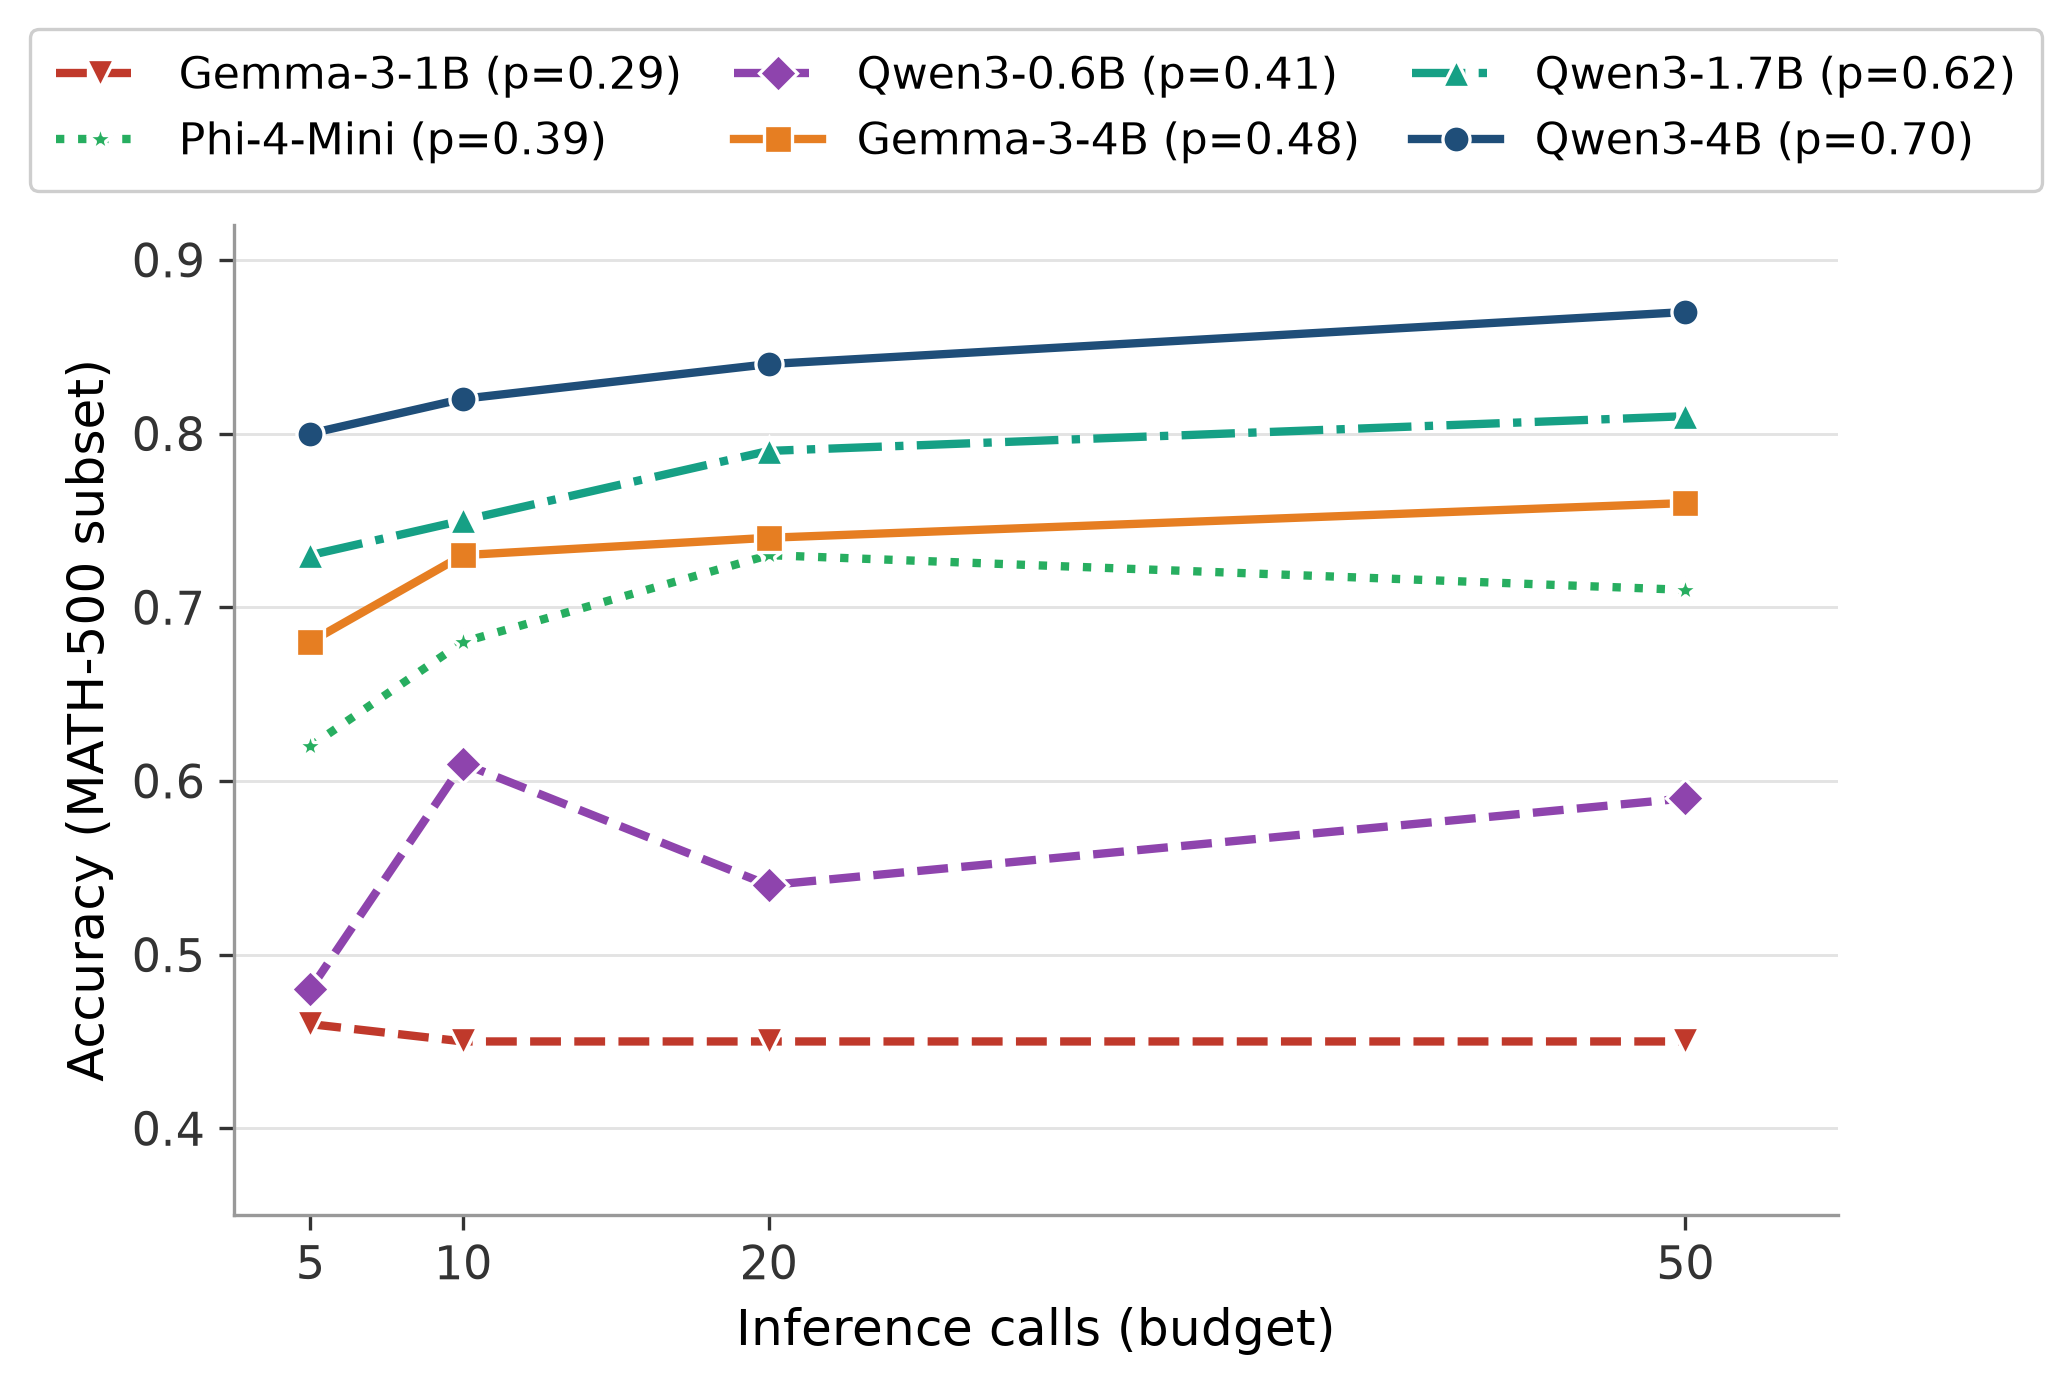 Gemma-3-1B (p=0.29)
Phi-4-Mini (p=0.39)
Qwen3-0.6B (p=0.41)
Gemma-3-4B (p=0.48)
Qwen3-1.7B (p=0.62)
Qwen3-4B (p=0.70)
Accuracy (MATH-500 subset)
0.9
0.8
0.7
0.6
0.5
0.4
5
10
20
50
Inference calls (budget)